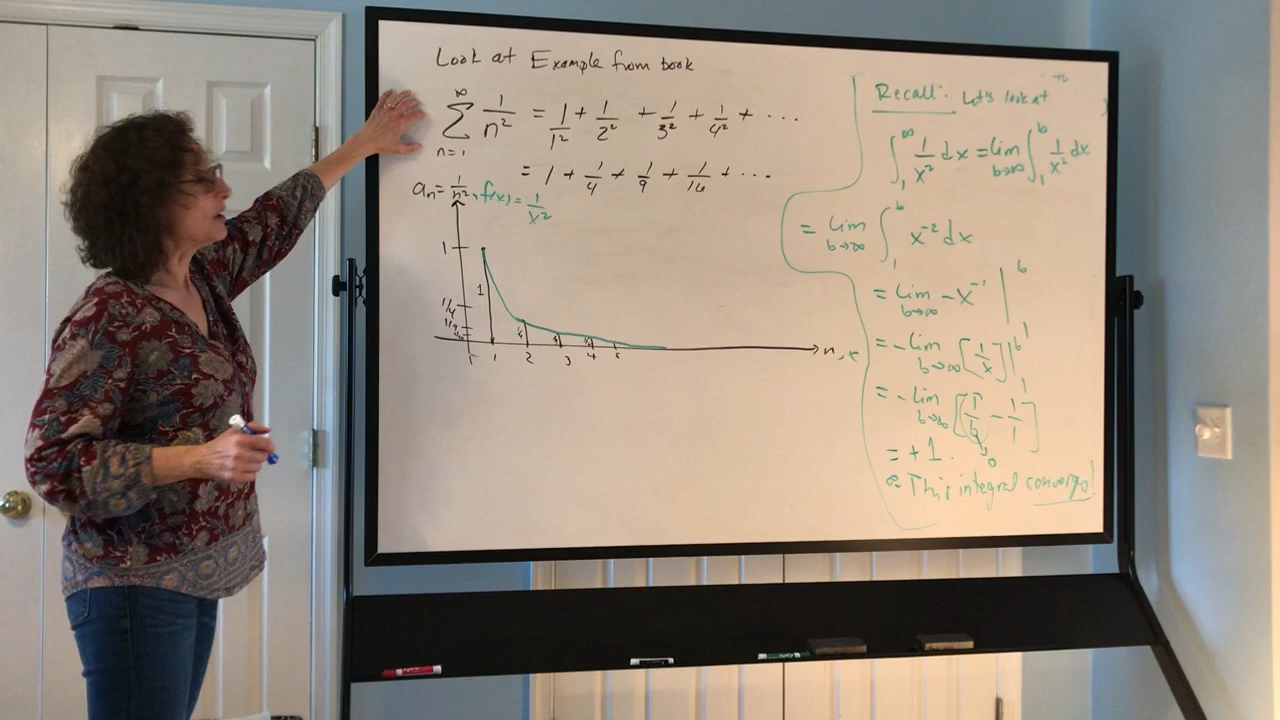 Look at Example from book
∞ ∑ n=1 1/n² = 1/1² + 1/2² + 1/3² + 1/4² + ...
= 1 + 1/4 + 1/9 + 1/16 + ...
aₙ = 1/n², f(x) = 1/x²
1
1/4
1/9
1
1/4
1 2 3 4 5
n, x
Recall: Let's look at
∫₁^∞ 1/x² dx = lim b→∞ ∫₁^b 1/x² dx
= lim b→∞ ∫₁^b x⁻² dx
= lim b→∞ -x⁻¹ |^b
= - lim b→∞ [1/x] |₁^b
= - lim b→∞ [1/b - 1/1]
= +1. 0
This integral converges!